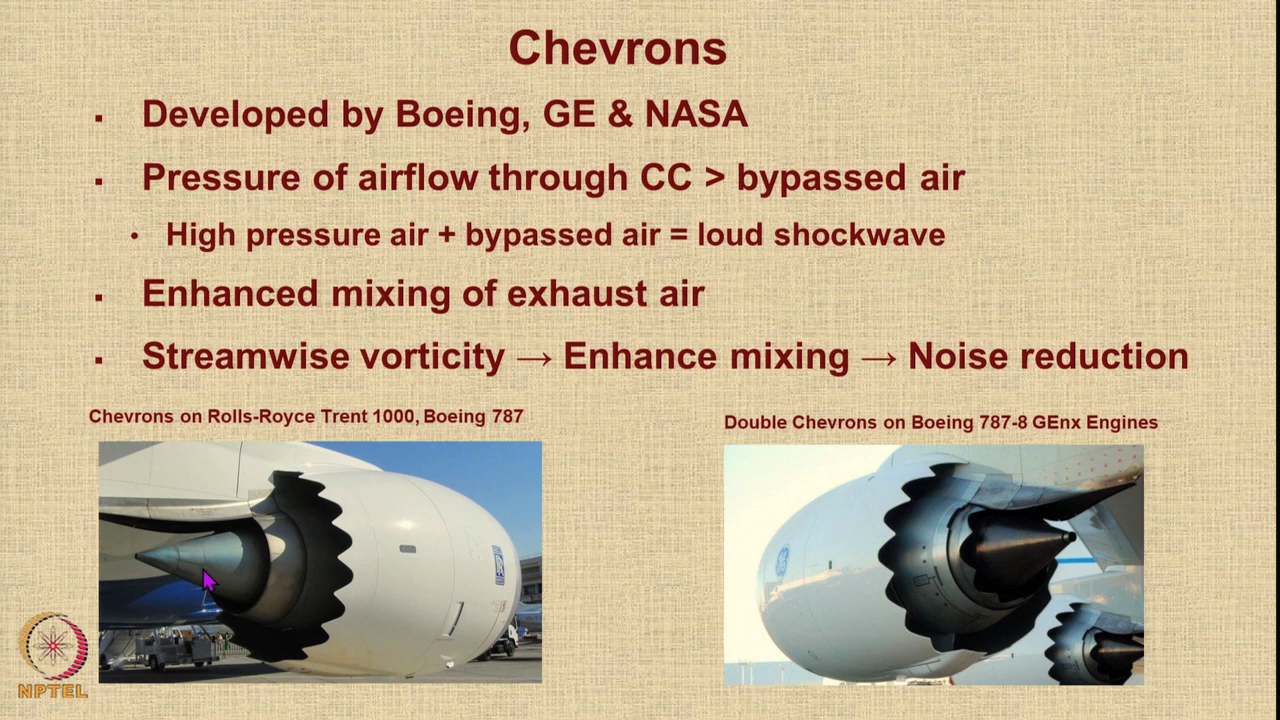 Chevrons
▪ Developed by Boeing, GE & NASA
▪ Pressure of airflow through CC > bypassed air
• High pressure air + bypassed air = loud shockwave
▪ Enhanced mixing of exhaust air
▪ Streamwise vorticity → Enhance mixing → Noise reduction
Chevrons on Rolls-Royce Trent 1000, Boeing 787
Double Chevrons on Boeing 787-8 GEnx Engines
NPTEL